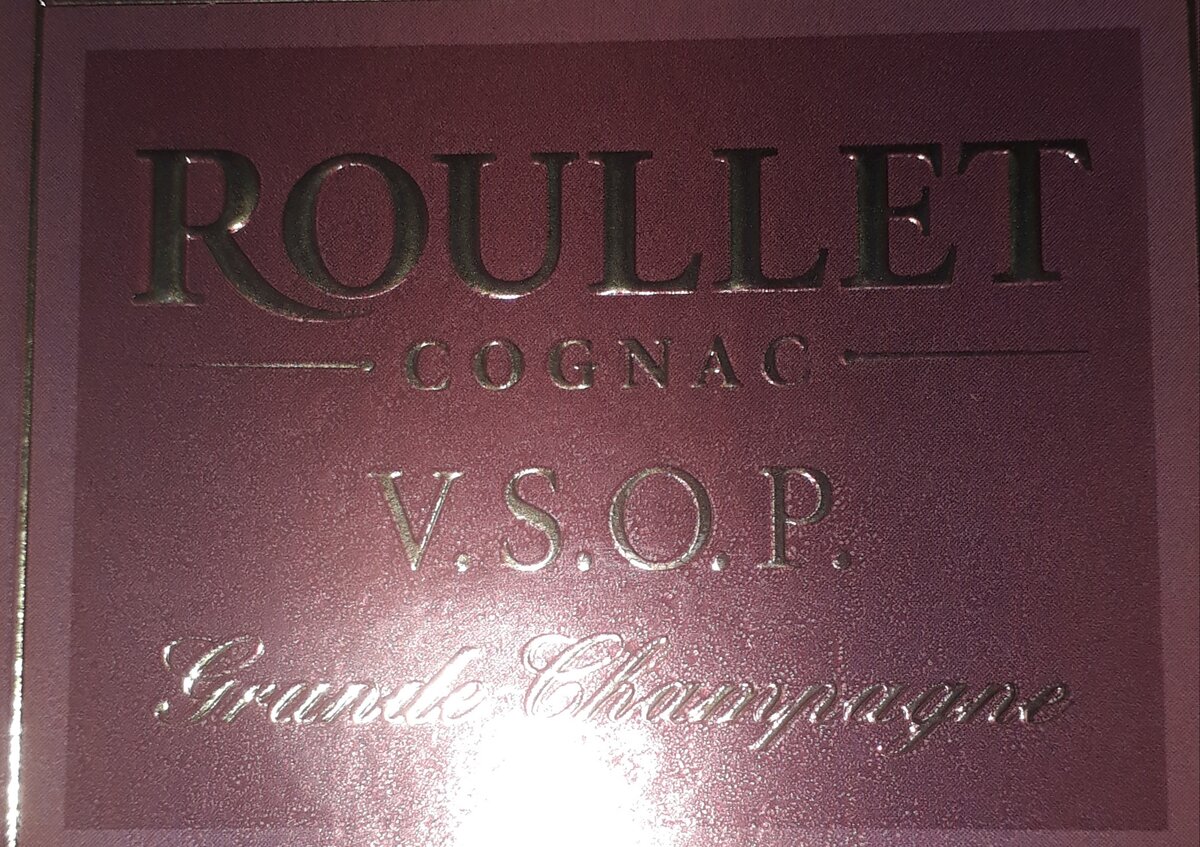 ROULLET
COGNAC
V.S.O.P.
Grande Champagne